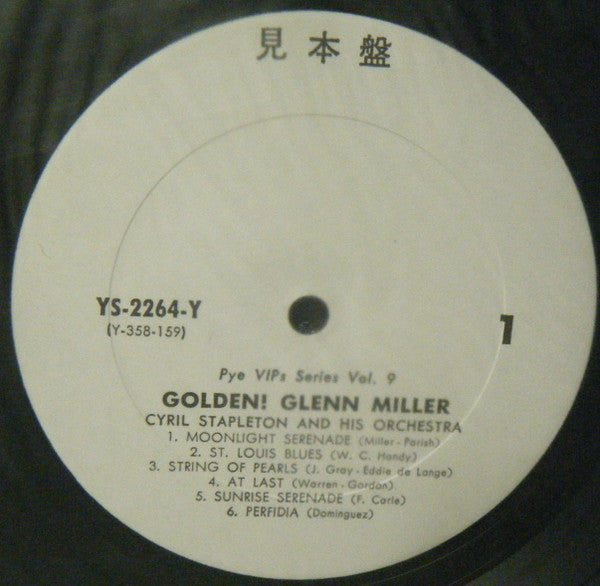 見本盤
YS-2264-Y
(Y-358-159)
1
Pye VIPs Series Vol. 9
GOLDEN! GLENN MILLER
CYRIL STAPLETON AND HIS ORCHESTRA
1. MOONLIGHT SERENADE (Miller - Parish)
2. ST. LOUIS BLUES (W. C. Handy)
3. STRING OF PEARLS (J. Gray - Eddie de Lange)
4. AT LAST (Warren - Gordon)
5. SUNRISE SERENADE (F. Carle)
6. PERFIDIA (Dominguez)